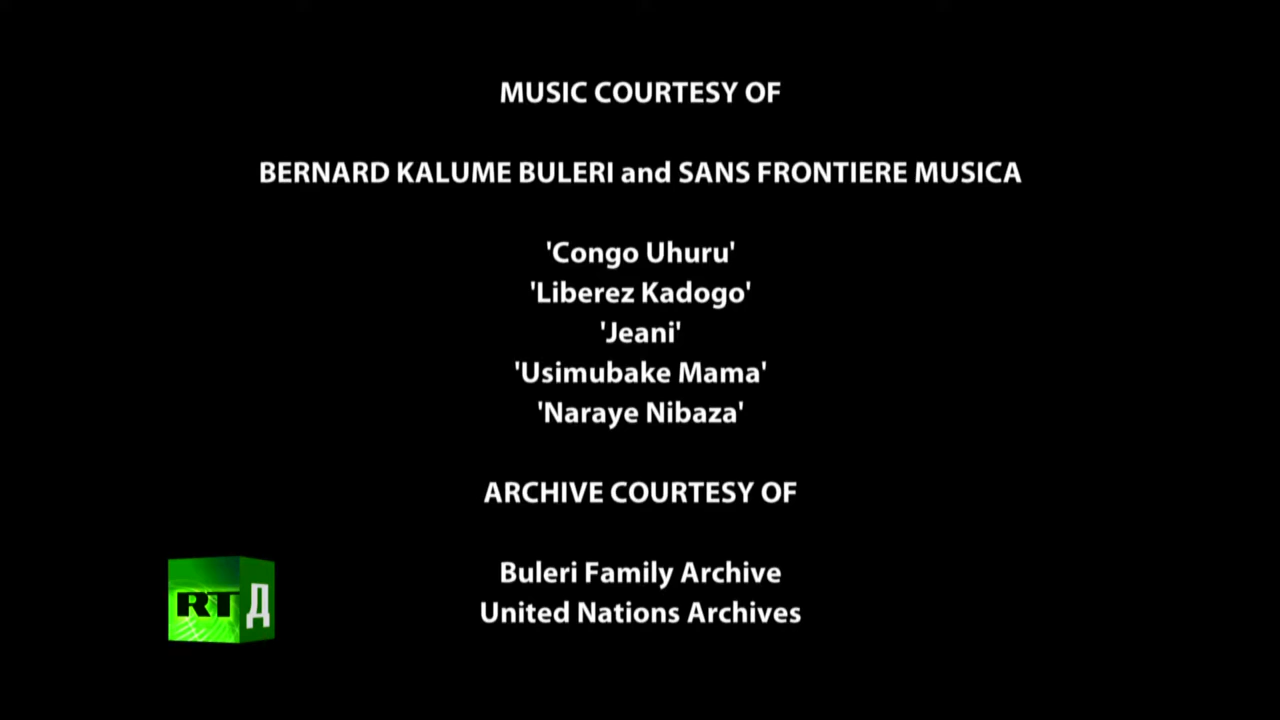 MUSIC COURTESY OF
BERNARD KALUME BULERI and SANS FRONTIERE MUSICA
'Congo Uhuru'
'Liberez Kadogo'
'Jeani'
'Usimubake Mama'
'Naraye Nibaza'
ARCHIVE COURTESY OF
Buleri Family Archive
United Nations Archives
RT Д